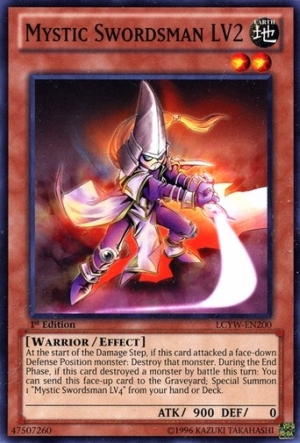 MYSTIC SWORDSMAN LV2
EARTH
地
1st Edition
LCYW-EN200
[WARRIOR/EFFECT]
At the start of the Damage Step, if this card attacked a face-down
Defense Position monster: Destroy that monster. During the End
Phase, if this card destroyed a monster by battle this turn: You
can send this face-up card to the Graveyard; Special Summon
1 "Mystic Swordsman LV4" from your hand or Deck.
ATK/ 900 DEF/ 0
47507260
©1996 KAZUKI TAKAHASHI